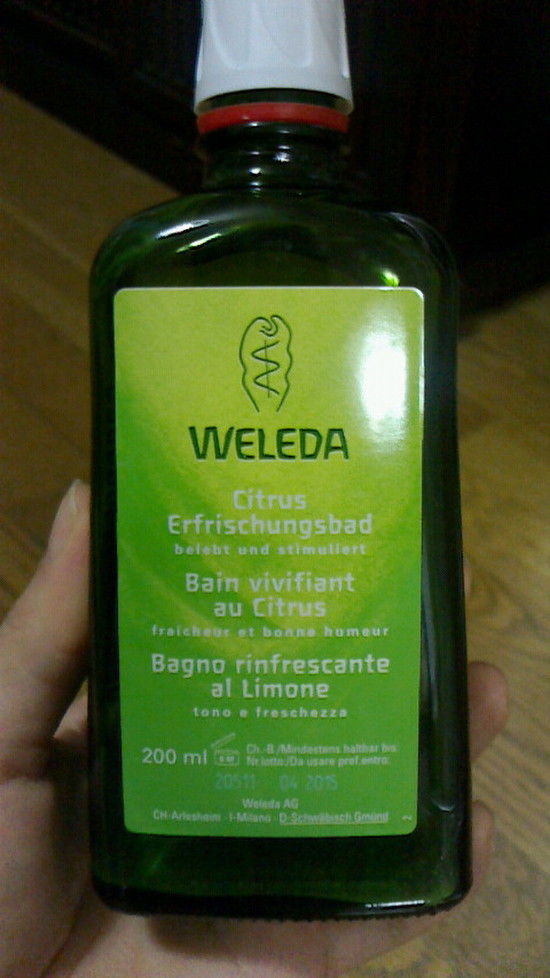 WELEDA
Citrus
Erfrischungsbad
belebt und stimuliert
Bain vivifiant
au Citrus
fraîcheur et bonne humeur
Bagno rinfrescante
al Limone
tono e freschezza
200 ml
Ch.-B./Mindestens haltbar bis:
Nr.lotto:/Da usare pref.entro:
20511 04 2015
Weleda AG
CH-Arlesheim · I-Milano · D-Schwäbisch Gmünd